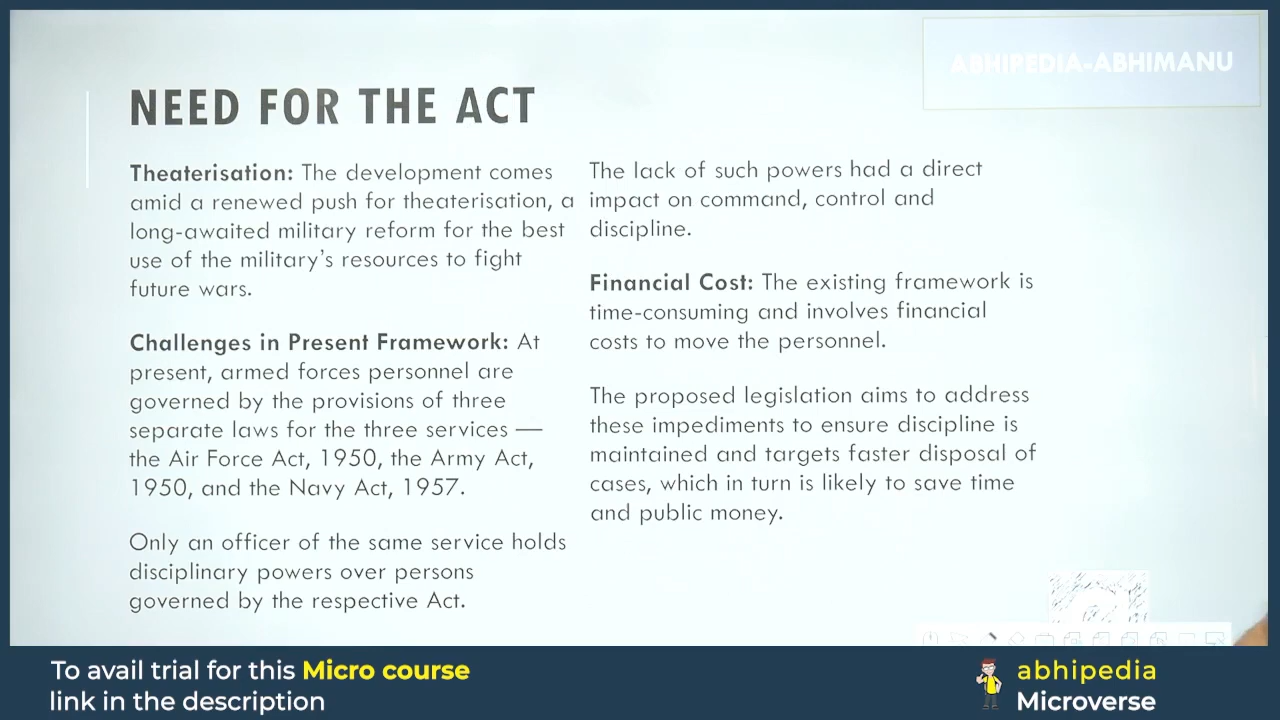 ABHIPEDIA-ABHIMANU
NEED FOR THE ACT
Theaterisation: The development comes
amid a renewed push for theaterisation, a
long-awaited military reform for the best
use of the military's resources to fight
future wars.
Challenges in Present Framework: At
present, armed forces personnel are
governed by the provisions of three
separate laws for the three services —
the Air Force Act, 1950, the Army Act,
1950, and the Navy Act, 1957.
Only an officer of the same service holds
disciplinary powers over persons
governed by the respective Act.
The lack of such powers had a direct
impact on command, control and
discipline.
Financial Cost: The existing framework is
time-consuming and involves financial
costs to move the personnel.
The proposed legislation aims to address
these impediments to ensure discipline is
maintained and targets faster disposal of
cases, which in turn is likely to save time
and public money.
To avail trial for this Micro course
link in the description
abhipedia
Microverse